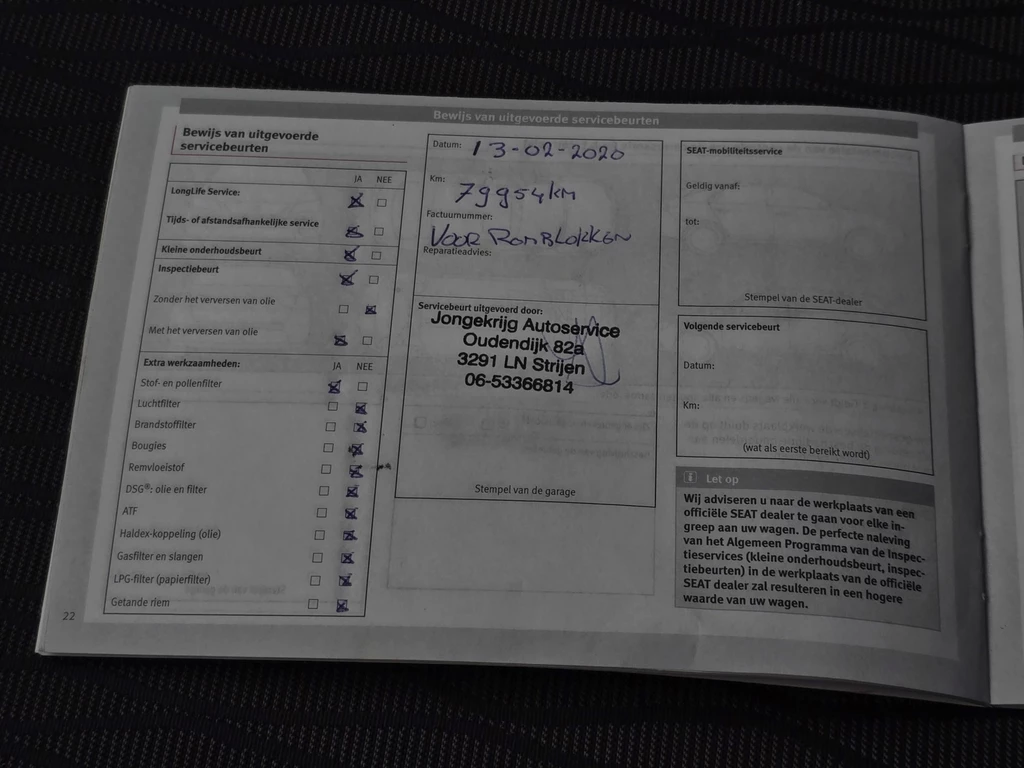 Bewijs van uitgevoerde servicebeurten
Bewijs van uitgevoerde
servicebeurten
JA NEE
LongLife Service:
Tijds- of afstandsafhankelijke service
Kleine onderhoudsbeurt
Inspectiebeurt
Zonder het verversen van olie
Met het verversen van olie
Extra werkzaamheden: JA NEE
Stof- en pollenfilter
Luchtfilter
Brandstoffilter
Bougies
Remvloeistof
DSG®: olie en filter
ATF
Haldex-koppeling (olie)
Gasfilter en slangen
LPG-filter (papierfilter)
Getande riem
22
Datum: 13-02-2020
Km: 79954km
Factuurnummer:
VOOR REMBLOKKEN
Reparatieadvies:
Servicebeurt uitgevoerd door:
Jongekrijg Autoservice
Oudendijk 82a
3291 LN Strijen
06-53366814
Stempel van de garage
SEAT-mobiliteitsservice
Geldig vanaf:
tot:
Stempel van de SEAT-dealer
Volgende servicebeurt
Datum:
Km:
(wat als eerste bereikt wordt)
i Let op
Wij adviseren u naar de werkplaats van een
officiële SEAT dealer te gaan voor elke in-
greep aan uw wagen. De perfecte naleving
van het Algemeen Programma van de Inspec-
tieservices (kleine onderhoudsbeurt, inspec-
tiebeurten) in de werkplaats van de officiële
SEAT dealer zal resulteren in een hogere
waarde van uw wagen.